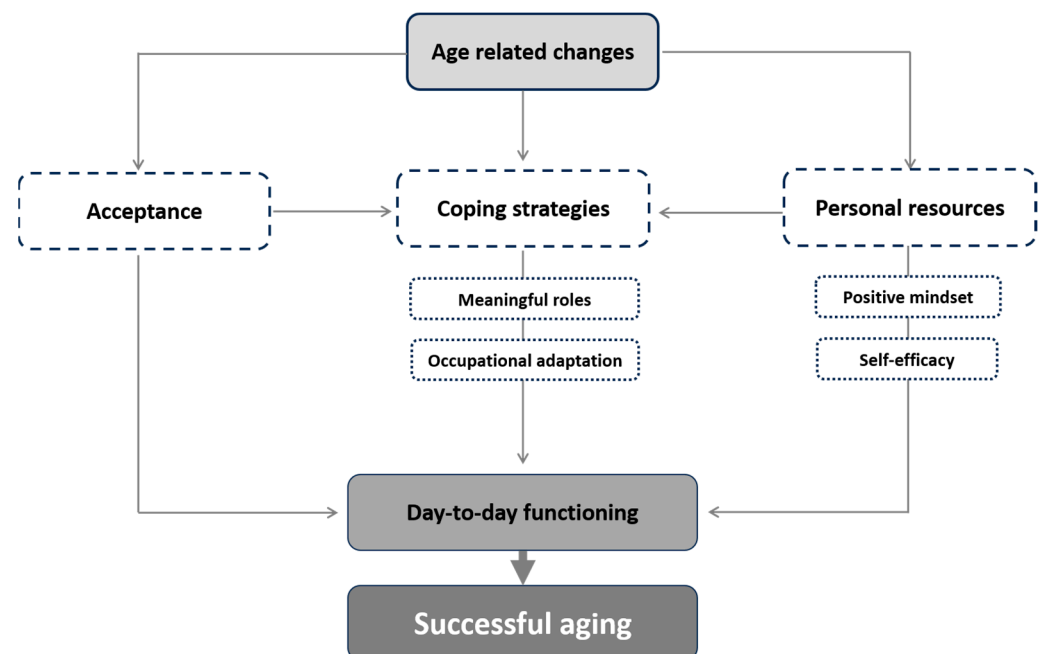 Age related changes
Acceptance
Coping strategies
Personal resources
Meaningful roles
Positive mindset
Occupational adaptation
Self-efficacy
Day-to-day functioning
Successful aging